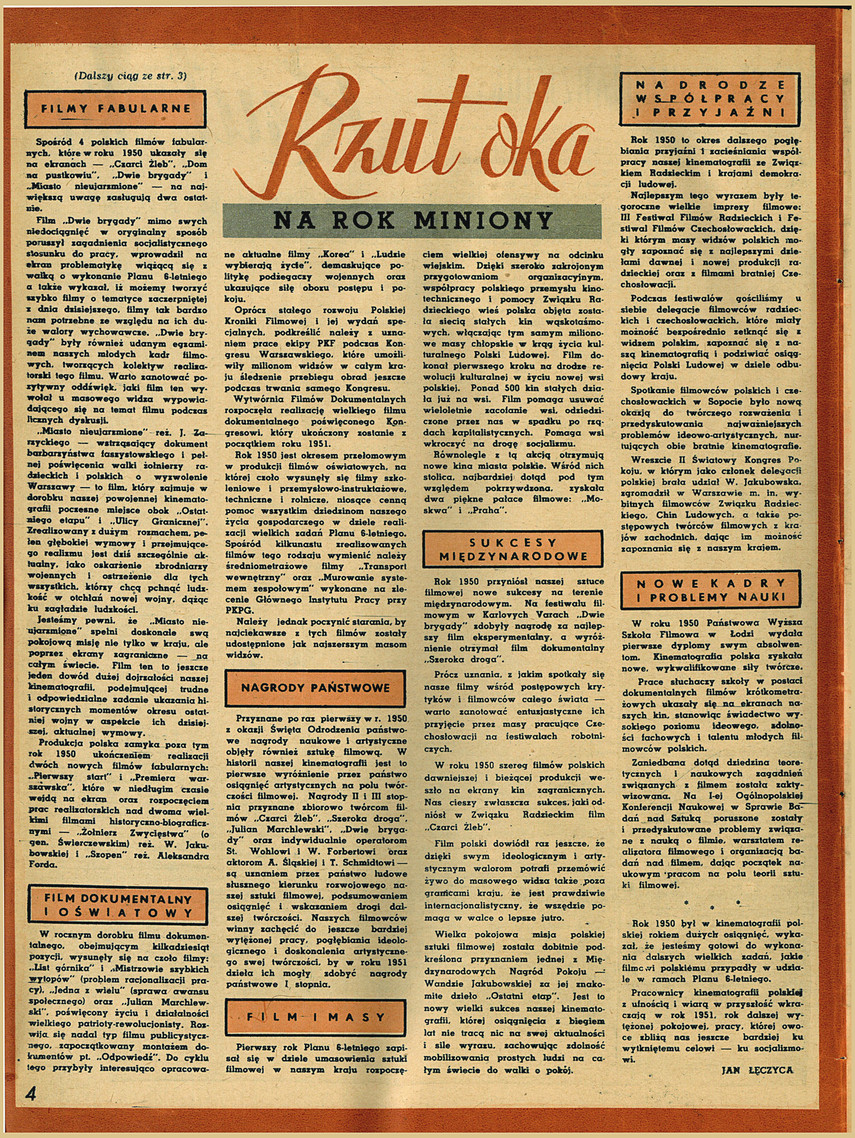 (Dalszy ciąg ze str. 3)
Rzut oka
NA ROK MINIONY
FILMY FABULARNE
Spośród 4 polskich filmów fabular-
nych, które w roku 1950 ukazały się
na ekranach — „Czarci Żleb", „Dom
na pustkowiu", „Dwie brygady" i
„Miasto nieujarzmione" — na naj-
większą uwagę zasługują dwa ostat-
nie.
Film „Dwie brygady" mimo swych
niedociągnięć w oryginalny sposób
poruszył zagadnienia socjalistycznego
stosunku do pracy, wprowadził na
ekran problematykę wiążącą się z
walką o wykonanie Planu 6-letniego
a także wykazał, iż możemy tworzyć
szybko filmy o tematyce zaczerpniętej
z dnia dzisiejszego, filmy tak bardzo
nam potrzebne ze względu na ich du-
że walory wychowawcze. „Dwie bry-
gady" były również udanym egzami-
nem naszych młodych kadr filmo-
wych, tworzących kolektyw realiza-
torski tego filmu. Warto zanotować po-
zytywny oddźwięk, jaki film ten wy-
wołał u masowego widza wypowia-
dającego się na temat filmu podczas
licznych dyskusji.
„Miasto nieujarzmione" reż. J. Za-
rzyckiego — wstrząsający dokument
barbarzyństwa faszystowskiego i peł-
nej poświęcenia walki żołnierzy ra-
dzieckich i polskich o wyzwolenie
Warszawy — to film, który zajmuje w
dorobku naszej powojennej kinemato-
grafii poczesne miejsce obok „Ostat-
niego etapu" i „Ulicy Granicznej".
Zrealizowany z dużym rozmachem, pe-
łen głębokiej wymowy i przejmujące-
go realizmu jest dziś szczególnie ak-
tualny, jako oskarżenie zbrodniarzy
wojennych i ostrzeżenie dla tych
wszystkich, którzy chcą pchnąć ludz-
kość w otchłań nowej wojny, dążąc
ku zagładzie ludzkości.
Jesteśmy pewni, że „Miasto nie-
ujarzmione" spełni doskonale swą
pokojową misję nie tylko w kraju, ale
poprzez ekrany zagraniczne — na
całym świecie. Film ten to jeszcze
jeden dowód dużej dojrzałości naszej
kinematografii, podejmującej trudne
i odpowiedzialne zadanie ukazania hi-
storycznych momentów okresu ostat-
niej wojny w aspekcie ich dzisiej-
szej, aktualnej wymowy.
Produkcja polska zamyka poza tym
rok 1950 ukończeniem realizacji
dwóch nowych filmów fabularnych:
„Pierwszy start" i „Premiera war-
szawska", które w niedługim czasie
wejdą na ekran oraz rozpoczęciem
prac realizatorskich nad dwoma wiel-
kimi filmami historyczno-biograficz-
nymi — „Żołnierz Zwycięstwa" (o
gen. Świerczewskim) reż. W. Jaku-
bowskiej i „Szopen" reż. Aleksandra
Forda.
FILM DOKUMENTALNY
I OŚWIATOWY
W rocznym dorobku filmu dokumen-
talnego, obejmującym kilkadziesiąt
pozycji, wysunęły się na czoło filmy:
„List górnika" i „Mistrzowie szybkich
wytopów" (problem racjonalizacji pra-
cy), „Jedna z wielu" (sprawa awansu
społecznego) oraz „Julian Marchlew-
ski", poświęcony życiu i działalności
wielkiego patrioty-rewolucjonisty. Roz-
wija się nadal typ filmu publicystycz-
nego, zapoczątkowany montażem do-
kumentów pt. „Odpowiedź". Do cyklu
tego przybyły interesująco opracowa-
ne aktualne filmy „Korea" i „Ludzie
wybierają życie", demaskujące po-
litykę podżegaczy wojennych oraz
ukazujące siłę obozu postępu i po-
koju.
Oprócz stałego rozwoju Polskiej
Kroniki Filmowej i jej wydań spe-
cjalnych, podkreślić należy z uzna-
niem prace ekipy PKF podczas Kon-
gresu Warszawskiego, które umożli-
wiły milionom widzów w całym kra-
ju śledzenie przebiegu obrad jeszcze
podczas trwania samego Kongresu.
Wytwórnia Filmów Dokumentalnych
rozpoczęła realizację wielkiego filmu
dokumentalnego poświęconego Kon-
gresowi, który ukończony zostanie z
początkiem roku 1951.
Rok 1950 jest okresem przełomowym
w produkcji filmów oświatowych, na
której czoło wysunęły się filmy szko-
leniowe i przemysłowo-instruktażowe,
techniczne i rolnicze, niosące cenną
pomoc wszystkim dziedzinom naszego
życia gospodarczego w dziele reali-
zacji wielkich zadań Planu 6-letniego.
Spośród kilkunastu zrealizowanych
filmów tego rodzaju wymienić należy
średniometrażowe filmy „Transport
wewnętrzny" oraz „Murowanie syste-
mem zespołowym" wykonane na zle-
cenie Głównego Instytutu Pracy przy
PKPG.
Należy jednak poczynić starania, by
najciekawsze z tych filmów zostały
udostępnione jak najszerszym masom
widzów.
NAGRODY PAŃSTWOWE
Przyznane po raz pierwszy w r. 1950
z okazji Święta Odrodzenia państwo-
we nagrody naukowe i artystyczne
objęły również sztukę filmową. W
historii naszej kinematografii jest to
pierwsze wyróżnienie przez państwo
osiągnięć artystycznych na polu twór-
czości filmowej. Nagrody II i III stop-
nia przyznane zbiorowo twórcom fil-
mów „Czarci Żleb", „Szeroka droga",
„Julian Marchlewski", „Dwie bryga-
dy" oraz indywidualnie operatorom
St. Wohlowi i W. Forbertowi oraz
aktorom A. Śląskiej i T. Schmidtowi —
są uznaniem przez państwo ludowe
słusznego kierunku rozwojowego na-
szej sztuki filmowej, podsumowaniem
osiągnięć i wskazaniem drogi dal-
szej twórczości. Naszych filmowców
winny zachęcić do jeszcze bardziej
wytężonej pracy, pogłębiania ideolo-
gicznego i doskonalenia artystyczne-
go swej twórczości, by w roku 1951
dzieła ich mogły zdobyć nagrody
państwowe I stopnia.
FILM I MASY
Pierwszy rok Planu 6-letniego zapi-
sał się w dziele umasowienia sztuki
filmowej w naszym kraju rozpoczę-
ciem wielkiej ofensywy na odcinku
wiejskim. Dzięki szeroko zakrojonym
przygotowaniom organizacyjnym,
współpracy polskiego przemysłu kino-
technicznego i pomocy Związku Ra-
dzieckiego wieś polska objęta zosta-
ła siecią stałych kin wąskotaśmo-
wych, włączając tym samym miliono-
we masy chłopskie w krąg życia kul-
turalnego Polski Ludowej. Film do-
konał pierwszego kroku na drodze re-
wolucji kulturalnej w życiu nowej wsi
polskiej. Ponad 500 kin stałych dzia-
ła już na wsi. Film pomaga usuwać
wieloletnie zacofanie wsi, odziedzi-
czone przez nas w spadku po rzą-
dach kapitalistycznych. Pomaga wsi
wkroczyć na drogę socjalizmu.
Równolegle z tą akcją otrzymują
nowe kina miasta polskie. Wśród nich
stolica, najbardziej dotąd pod tym
względem pokrzywdzona, zyskała
dwa piękne pałace filmowe: „Mo-
skwa" i „Praha".
SUKCESY
MIĘDZYNARODOWE
Rok 1950 przyniósł naszej sztuce
filmowej nowe sukcesy na terenie
międzynarodowym. Na festiwalu fil-
mowym w Karlovych Varach „Dwie
brygady" zdobyły nagrodę za najlep-
szy film eksperymentalny, a wyróż-
nienie otrzymał film dokumentalny
„Szeroka droga".
Prócz uznania, z jakim spotkały się
nasze filmy wśród postępowych kry-
tyków i filmowców całego świata —
warto zanotować entuzjastyczne ich
przyjęcie przez masy pracujące Cze-
chosłowacji na festiwalach robotni-
czych.
W roku 1950 szereg filmów polskich
dawniejszej i bieżącej produkcji we-
szło na ekrany kin zagranicznych.
Nas cieszy zwłaszcza sukces, jaki od-
niósł w Związku Radzieckim film
„Czarci Żleb".
Film polski dowiódł raz jeszcze, że
dzięki swym ideologicznym i arty-
stycznym walorom potrafi przemówić
żywo do masowego widza także poza
granicami kraju, że jest prawdziwie
internacjonalistyczny, że wszędzie po-
maga w walce o lepsze jutro.
Wielka pokojowa misja polskiej
sztuki filmowej została dobitnie pod-
kreślona przyznaniem jednej z Mię-
dzynarodowych Nagród Pokoju —
Wandzie Jakubowskiej za jej znako-
mite dzieło „Ostatni etap". Jest to
nowy wielki sukces naszej kinemato-
grafii, której osiągnięcia z biegiem
lat nie tracą nic na swej aktualności
i sile wyrazu, zachowując zdolność
mobilizowania prostych ludzi na ca-
łym świecie do walki o pokój.
NA DRODZE
WSPÓŁPRACY
I PRZYJAŹNI
Rok 1950 to okres dalszego pogłę-
biania przyjaźni i zacieśniania współ-
pracy naszej kinematografii ze Związ-
kiem Radzieckim i krajami demokra-
cji ludowej.
Najlepszym tego wyrazem były te-
goroczne wielkie imprezy filmowe:
III Festiwal Filmów Radzieckich i Fe-
stiwal Filmów Czechosłowackich, dzię-
ki którym masy widzów polskich mo-
gły zapoznać się z najlepszymi dzie-
łami dawnej i nowej produkcji ra-
dzieckiej oraz z filmami bratniej Cze-
chosłowacji.
Podczas festiwalów gościliśmy u
siebie delegacje filmowców radziec-
kich i czechosłowackich, które miały
możność bezpośrednio zetknąć się z
widzem polskim, zapoznać się z na-
szą kinematografią i podziwiać osiąg-
nięcia Polski Ludowej w dziele odbu-
dowy kraju.
Spotkanie filmowców polskich i cze-
chosłowackich w Sopocie było nową
okazją do twórczego rozważenia i
przedyskutowania najważniejszych
problemów ideowo-artystycznych, nur-
tujących obie bratnie kinematografie.
Wreszcie II Światowy Kongres Po-
koju, w którym jako członek delegacji
polskiej brała udział W. Jakubowska,
zgromadził w Warszawie m. in. wy-
bitnych filmowców Związku Radziec-
kiego, Chin Ludowych, a także po-
stępowych twórców filmowych z kra-
jów zachodnich, dając im możność
zapoznania się z naszym krajem.
NOWE KADRY
I PROBLEMY NAUKI
W roku 1950 Państwowa Wyższa
Szkoła Filmowa w Łodzi wydała
pierwsze dyplomy swym absolwen-
tom. Kinematografia polska zyskała
nowe, wykwalifikowane siły twórcze.
Prace słuchaczy szkoły w postaci
dokumentalnych filmów krótkometra-
żowych ukazały się na ekranach na-
szych kin, stanowiąc świadectwo wy-
sokiego poziomu ideowego, zdolno-
ści fachowych i talentu młodych fil-
mowców polskich.
Zaniedbana dotąd dziedzina teore-
tycznych i naukowych zagadnień
związanych z filmem została zakty-
wizowana. Na I-ej Ogólnopolskiej
Konferencji Naukowej w Sprawie Ba-
dań nad Sztuką poruszone zostały
i przedyskutowane problemy związa-
ne z nauką o filmie, warsztatem re-
alizatora filmowego i organizacją ba-
dań nad filmem, dając początek na-
ukowym pracom na polu teorii sztu-
ki filmowej.
* * *
Rok 1950 był w kinematografii pol-
skiej rokiem dużych osiągnięć, wyka-
zał, że jesteśmy gotowi do wykona-
nia dalszych wielkich zadań, jakie
filmowi polskiemu przypadły w udzia-
le w ramach Planu 6-letniego.
Pracownicy kinematografii polskiej
z ufnością i wiarą w przyszłość wkra-
czają w rok 1951, rok dalszej wy-
tężonej pokojowej, pracy, której owo-
ce zbliżą nas jeszcze bardziej ku
wytkniętemu celowi — ku socjalizmo-
wi.
JAN ŁĘCZYCA
4